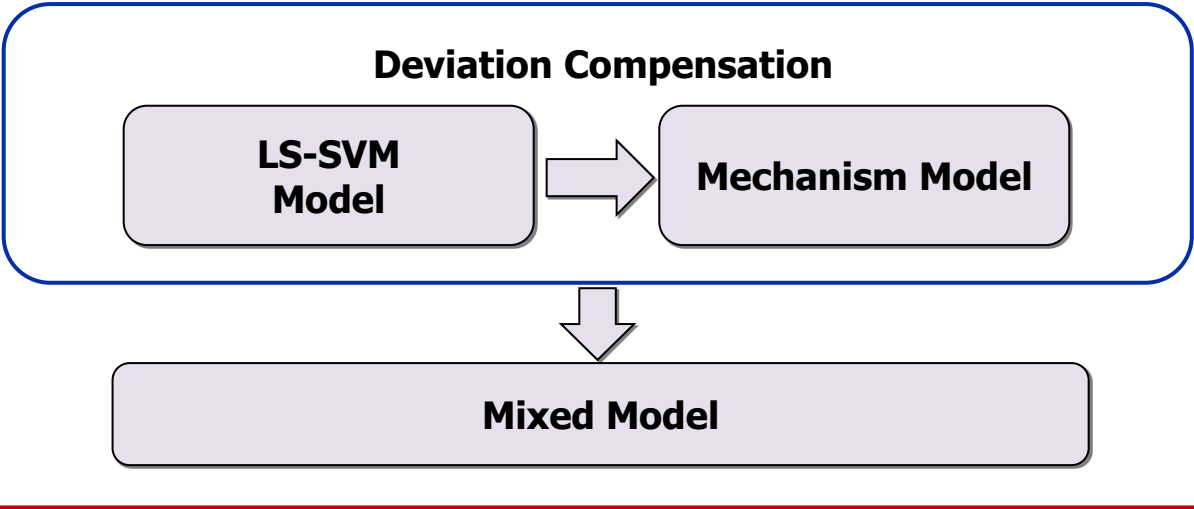 Deviation Compensation
LS-SVM
Model
Mechanism Model
Mixed Model